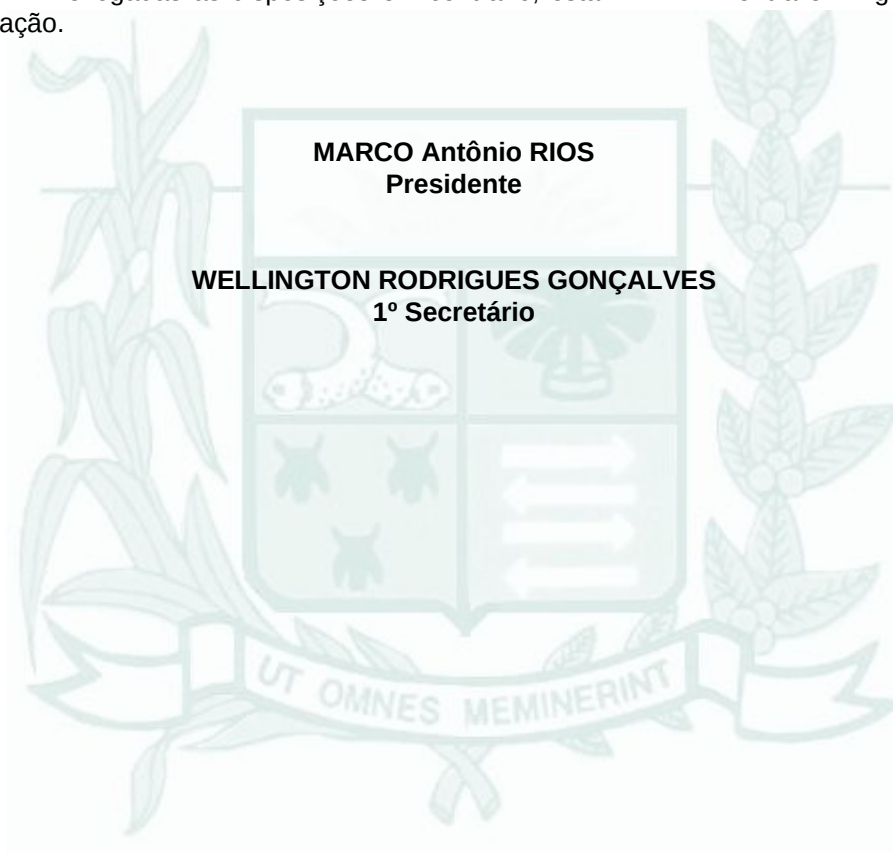 ação.
MARCO Antônio RIOS
Presidente
WELLINGTON RODRIGUES GONÇALVES
1º Secretário
UT OMNES MEMINERINT